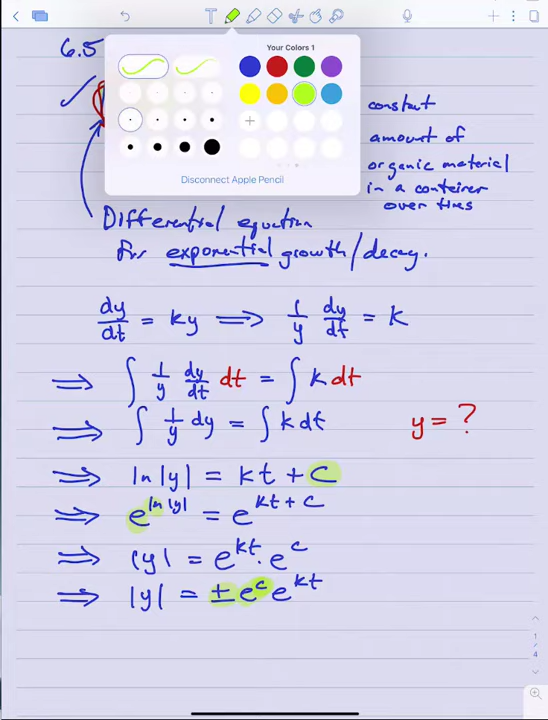 6.5
Your Colors 1
Disconnect Apple Pencil
constant
amount of
organic material
in a container
over time
Differential equation
for exponential growth/decay.
dy/dt = ky ⟹ 1/y dy/dt = k
⟹ ∫ 1/y dy/dt dt = ∫ k dt
⟹ ∫ 1/y dy = ∫ k dt
y = ?
⟹ ln|y| = kt + C
⟹ e^{ln|y|} = e^{kt + C}
⟹ |y| = e^{kt} · e^{C}
⟹ |y| = ± e^{C} e^{kt}
1
/
4